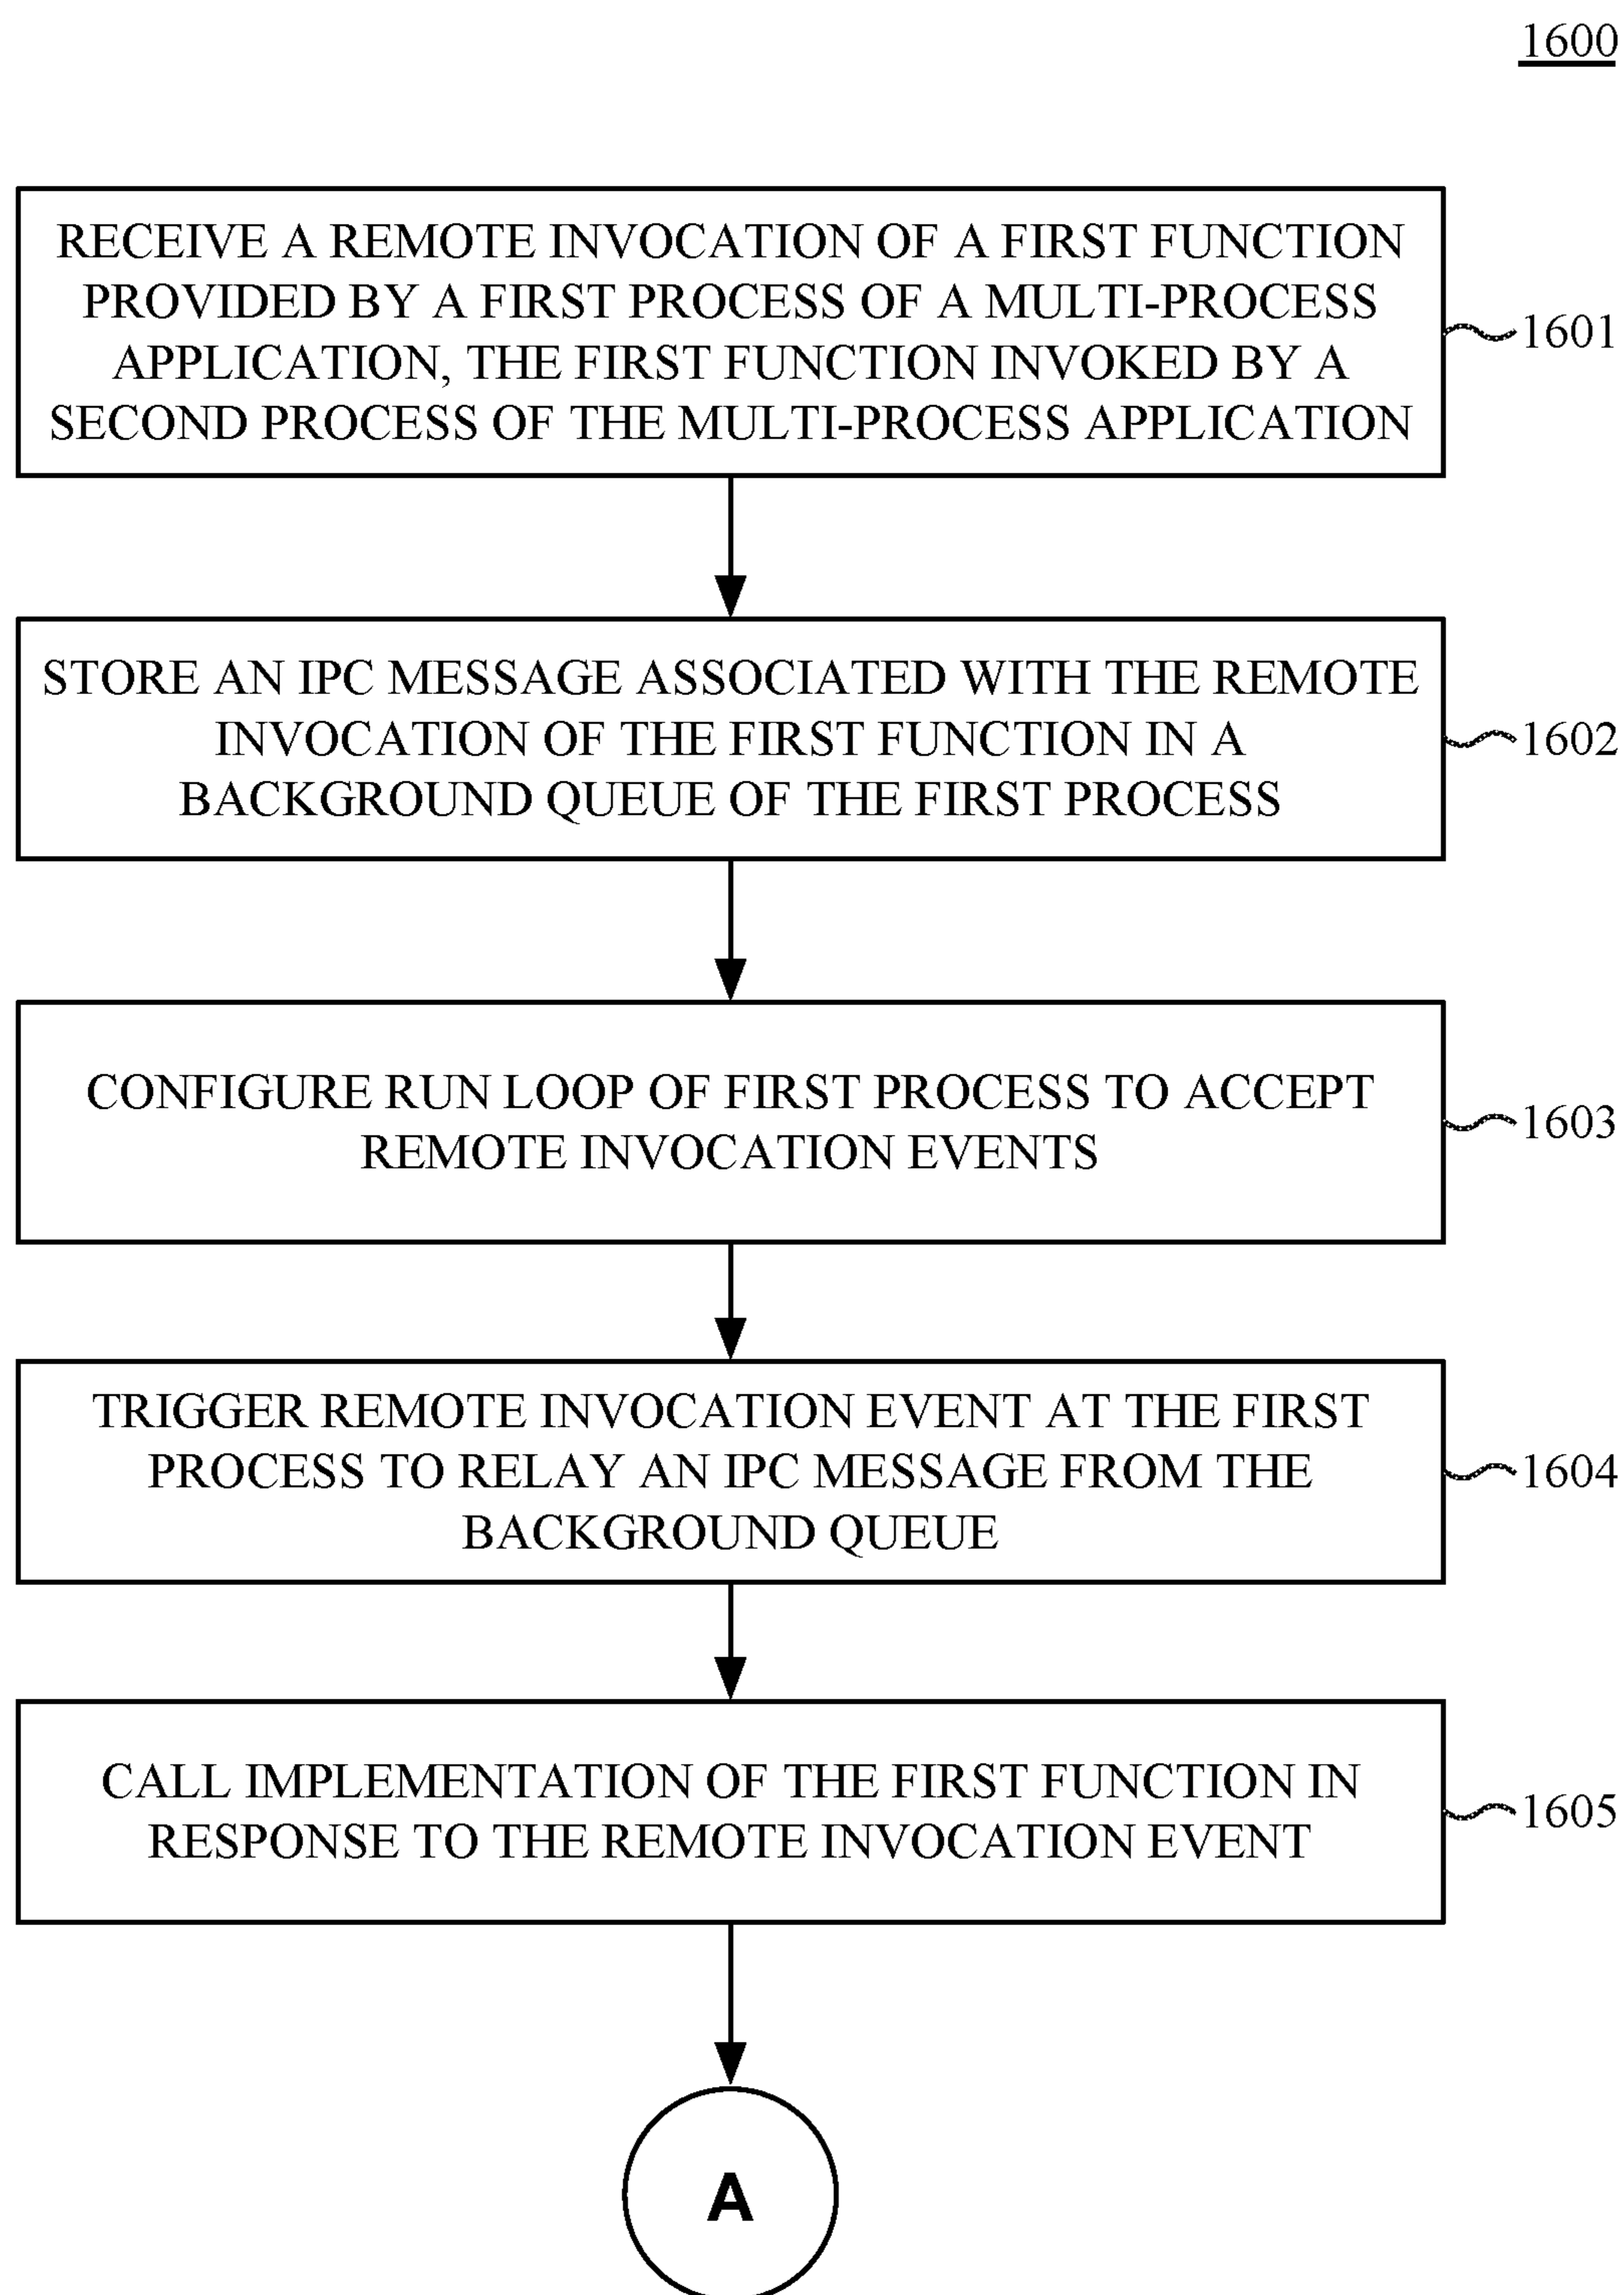 1600
RECEIVE A REMOTE INVOCATION OF A FIRST FUNCTION
PROVIDED BY A FIRST PROCESS OF A MULTI-PROCESS
APPLICATION, THE FIRST FUNCTION INVOKED BY A
SECOND PROCESS OF THE MULTI-PROCESS APPLICATION
1601
STORE AN IPC MESSAGE ASSOCIATED WITH THE REMOTE
INVOCATION OF THE FIRST FUNCTION IN A
BACKGROUND QUEUE OF THE FIRST PROCESS
1602
CONFIGURE RUN LOOP OF FIRST PROCESS TO ACCEPT
REMOTE INVOCATION EVENTS
1603
TRIGGER REMOTE INVOCATION EVENT AT THE FIRST
PROCESS TO RELAY AN IPC MESSAGE FROM THE
BACKGROUND QUEUE
1604
CALL IMPLEMENTATION OF THE FIRST FUNCTION IN
RESPONSE TO THE REMOTE INVOCATION EVENT
1605
A